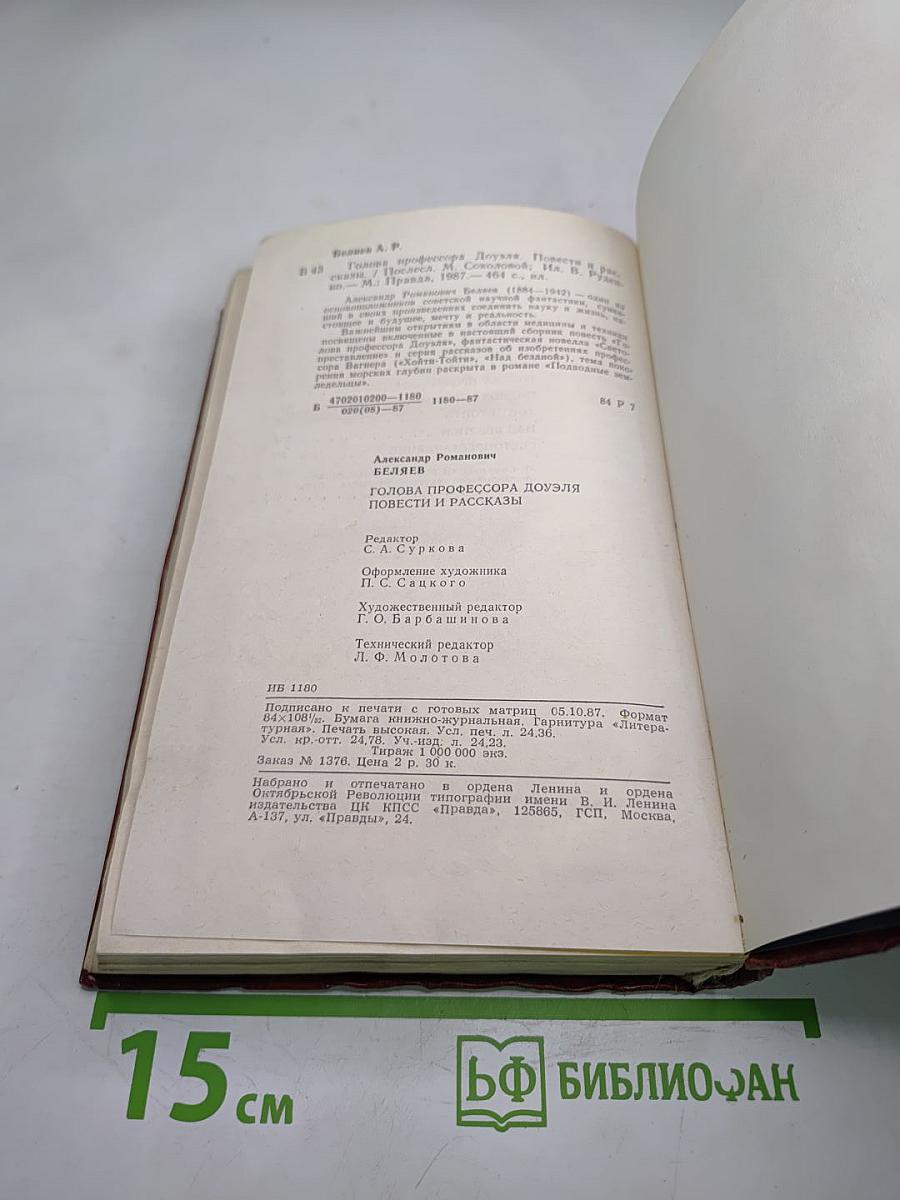 Беляев А. Р.
Б 43 Голова профессора Доуэля. Повести и рас-
сказы. / Послесл. М. Соколовой; Ил. В. Руден-
ко.— М.: Правда, 1987.— 464 с., ил.
Александр Романович Беляев (1884—1942) — один из
основоположников советской научной фантастики, сумев-
ший в своих произведениях соединить науку и жизнь, на-
стоящее и будущее, мечту и реальность.
Важнейшим открытиям в области медицины и техники
посвящены включенные в настоящий сборник повесть «Го-
лова профессора Доуэля», фантастическая новелла «Свето-
преставление» и серия рассказов об изобретениях профес-
сора Вагнера («Хойти-Тойти», «Над бездной»), тема поко-
рения морских глубин раскрыта в романе «Подводные зем-
ледельцы».
Б 4702010200—1180 1180—87 84 Р 7
020(08)—87
Александр Романович
БЕЛЯЕВ
ГОЛОВА ПРОФЕССОРА ДОУЭЛЯ
ПОВЕСТИ И РАССКАЗЫ
Редактор
С. А. Суркова
Оформление художника
П. С. Сацкого
Художественный редактор
Г. О. Барбашинова
Технический редактор
Л. Ф. Молотова
ИБ 1180
Подписано к печати с готовых матриц 05.10.87. Формат
84×108¹/₃₂. Бумага книжно-журнальная. Гарнитура «Литера-
турная». Печать высокая. Усл. печ. л. 24,36.
Усл. кр.-отт. 24,78. Уч.-изд. л. 24,23.
Тираж 1 000 000 экз.
Заказ № 1376. Цена 2 р. 30 к.
Набрано и отпечатано в ордена Ленина и ордена
Октябрьской Революции типографии имени В. И. Ленина
издательства ЦК КПСС «Правда», 125865, ГСП, Москва,
А-137, ул. «Правды», 24.
15 см
БФ БИБЛИОФАН